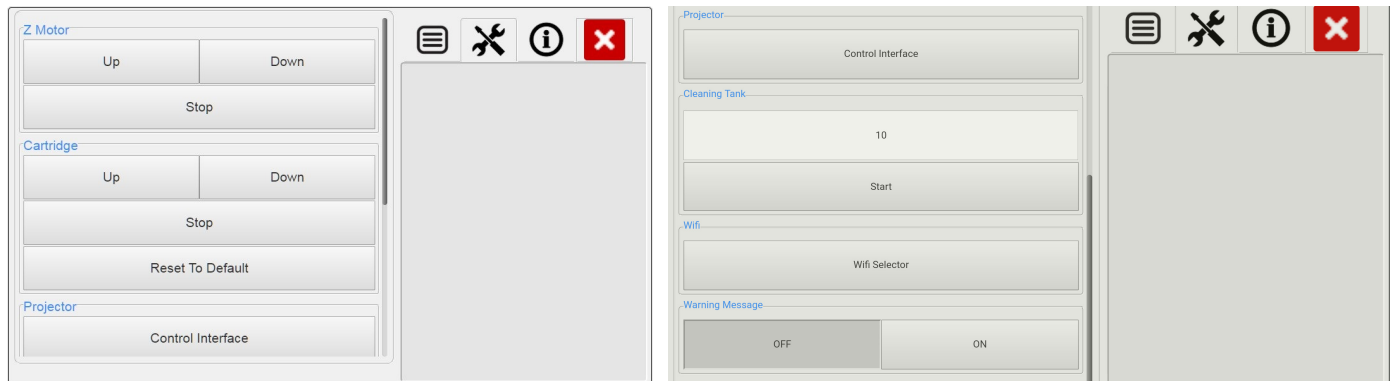 Z Motor
Up Down
Stop
Cartridge
Up Down
Stop
Reset To Default
Projector
Control Interface
Projector
Control Interface
Cleaning Tank
10
Start
Wifi
Wifi Selector
Warning Message
OFF ON